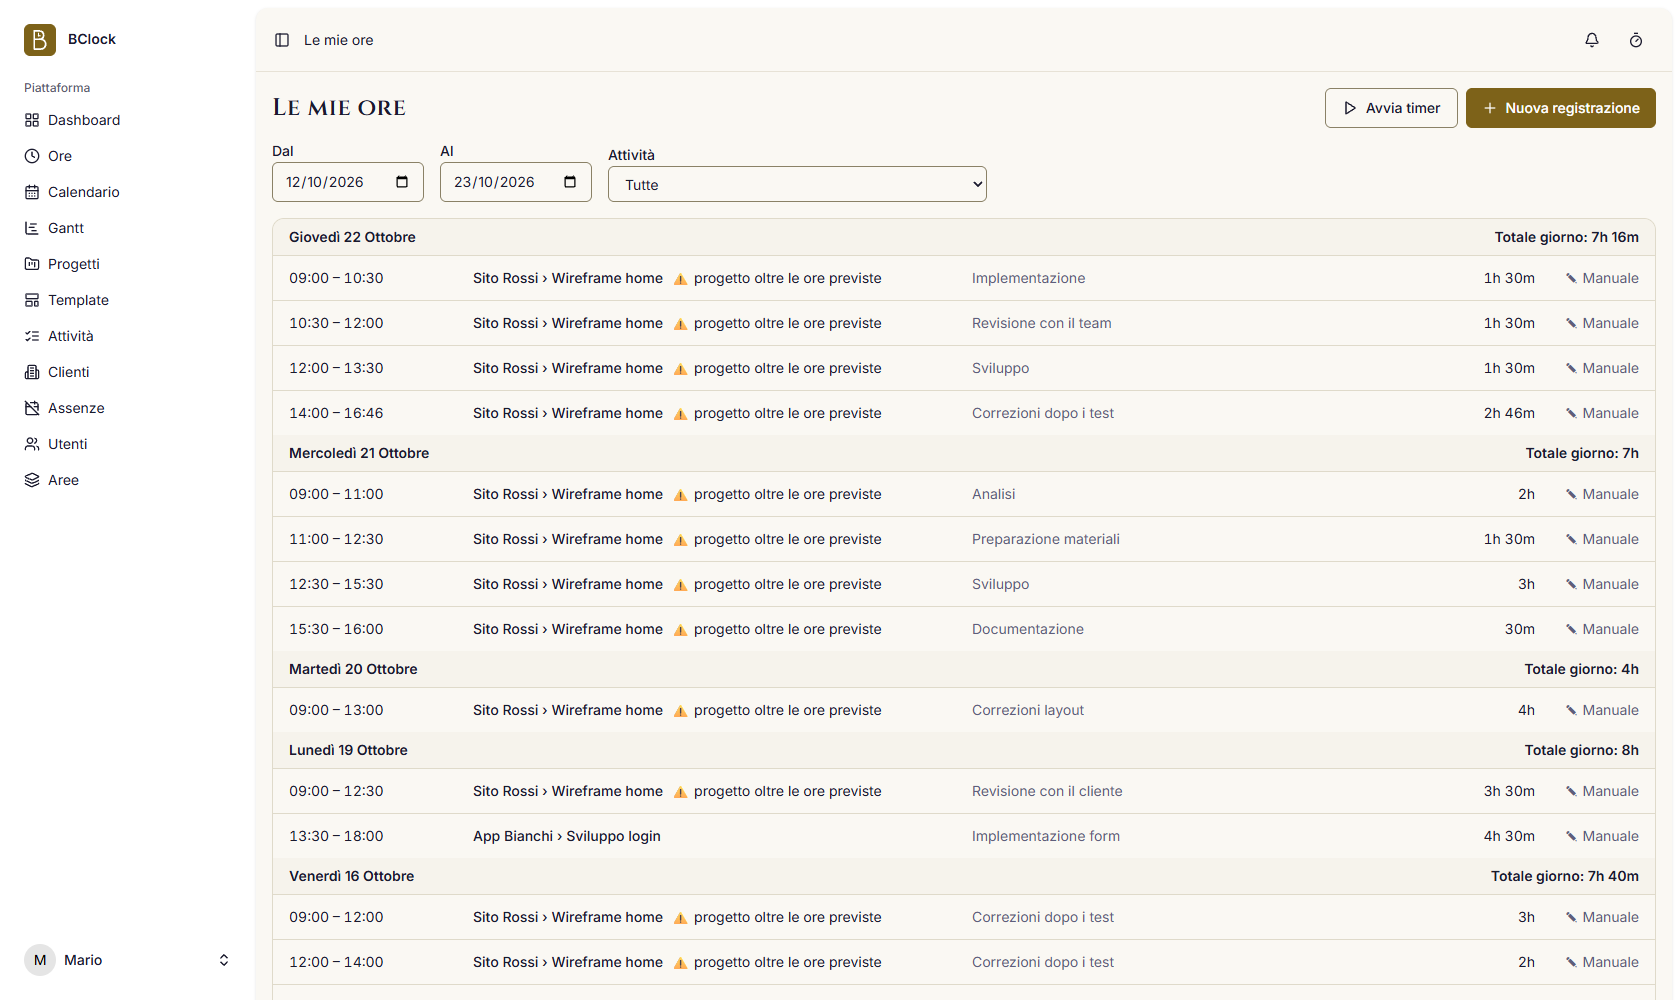 BClock
Piattaforma
Dashboard
Ore
Calendario
Gantt
Progetti
Template
Attività
Clienti
Assenze
Utenti
Aree
M Mario
Le mie ore
Le mie ore
Avvia timer
Nuova registrazione
Dal
12/10/2026
Al
23/10/2026
Attività
Tutte
Giovedì 22 Ottobre Totale giorno: 7h 16m
09:00 – 10:30 Sito Rossi › Wireframe home ⚠️ progetto oltre le ore previste Implementazione 1h 30m Manuale
10:30 – 12:00 Sito Rossi › Wireframe home ⚠️ progetto oltre le ore previste Revisione con il team 1h 30m Manuale
12:00 – 13:30 Sito Rossi › Wireframe home ⚠️ progetto oltre le ore previste Sviluppo 1h 30m Manuale
14:00 – 16:46 Sito Rossi › Wireframe home ⚠️ progetto oltre le ore previste Correzioni dopo i test 2h 46m Manuale
Mercoledì 21 Ottobre Totale giorno: 7h
09:00 – 11:00 Sito Rossi › Wireframe home ⚠️ progetto oltre le ore previste Analisi 2h Manuale
11:00 – 12:30 Sito Rossi › Wireframe home ⚠️ progetto oltre le ore previste Preparazione materiali 1h 30m Manuale
12:30 – 15:30 Sito Rossi › Wireframe home ⚠️ progetto oltre le ore previste Sviluppo 3h Manuale
15:30 – 16:00 Sito Rossi › Wireframe home ⚠️ progetto oltre le ore previste Documentazione 30m Manuale
Martedì 20 Ottobre Totale giorno: 4h
09:00 – 13:00 Sito Rossi › Wireframe home ⚠️ progetto oltre le ore previste Correzioni layout 4h Manuale
Lunedì 19 Ottobre Totale giorno: 8h
09:00 – 12:30 Sito Rossi › Wireframe home ⚠️ progetto oltre le ore previste Revisione con il cliente 3h 30m Manuale
13:30 – 18:00 App Bianchi › Sviluppo login Implementazione form 4h 30m Manuale
Venerdì 16 Ottobre Totale giorno: 7h 40m
09:00 – 12:00 Sito Rossi › Wireframe home ⚠️ progetto oltre le ore previste Correzioni dopo i test 3h Manuale
12:00 – 14:00 Sito Rossi › Wireframe home ⚠️ progetto oltre le ore previste Correzioni dopo i test 2h Manuale